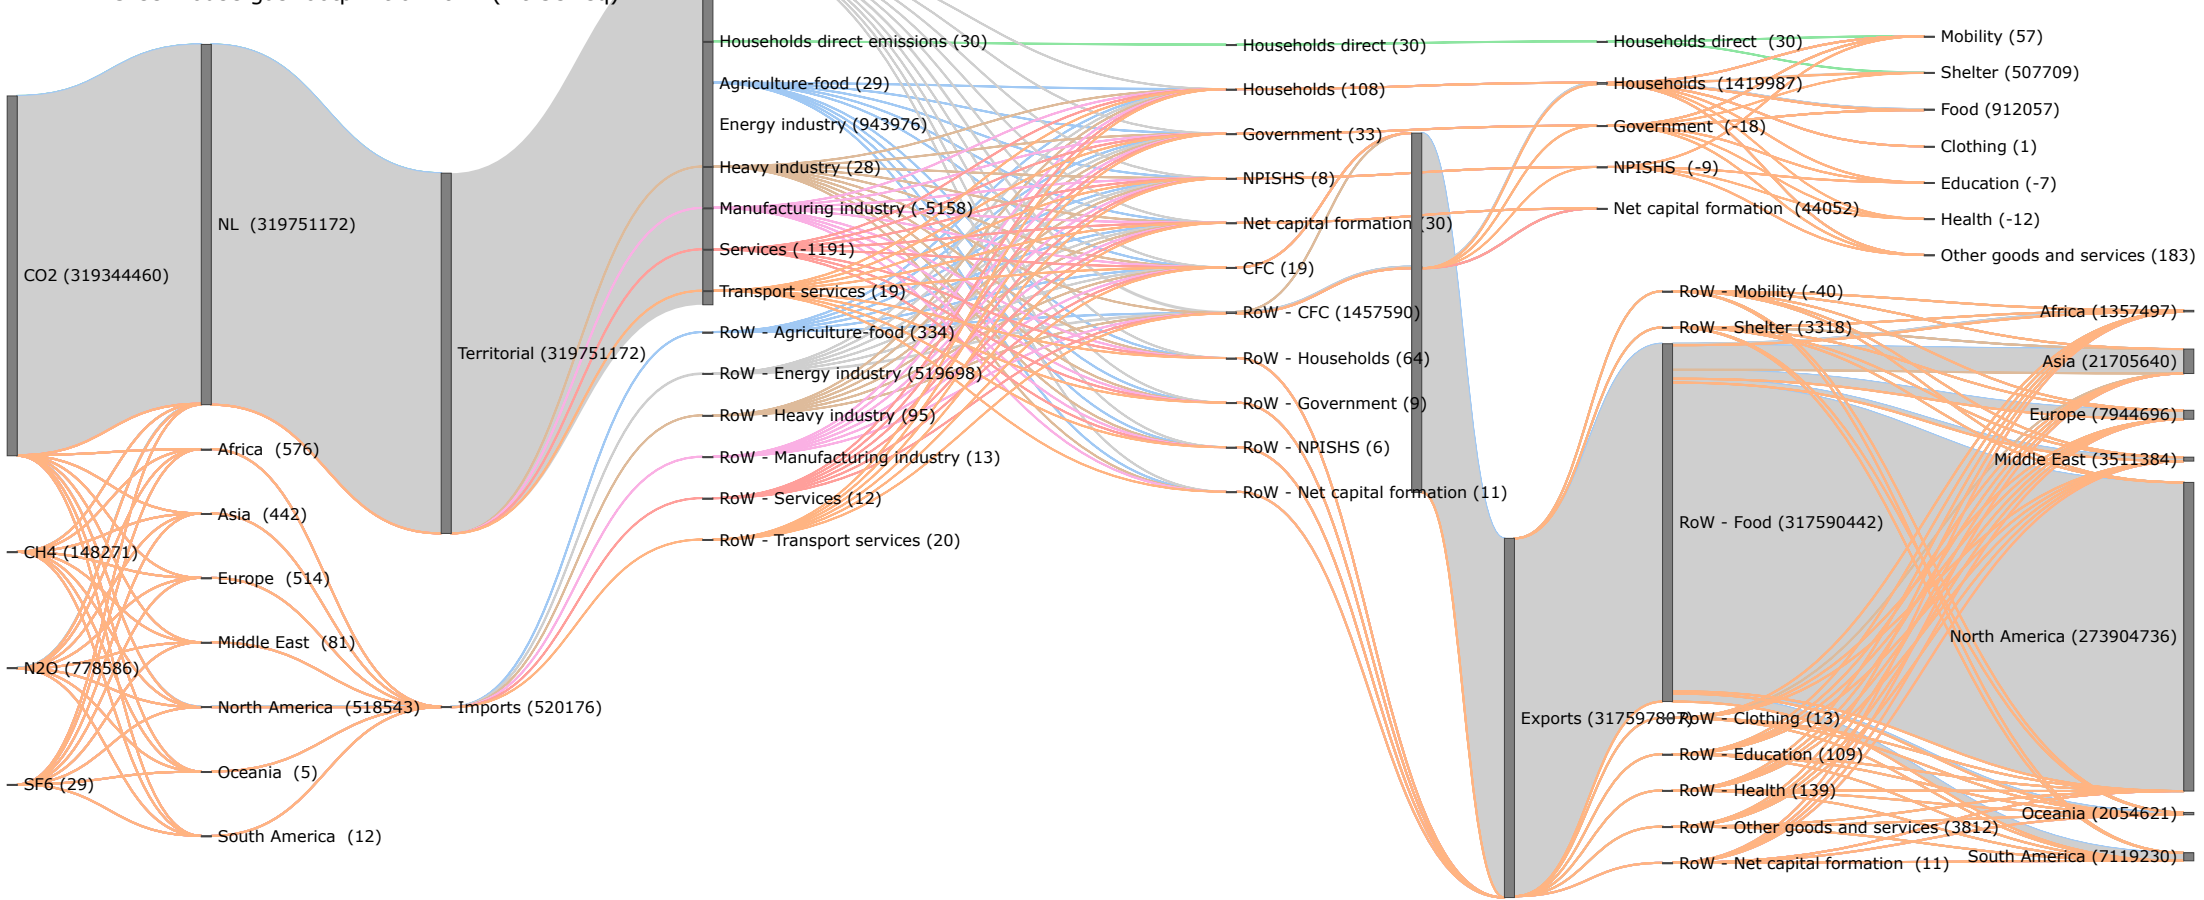 CO2 (319344460)
CH4 (148271)
N2O (778586)
SF6 (29)
NL  (319751172)
Africa  (576)
Asia  (442)
Europe  (514)
Middle East  (81)
North America  (518543)
Oceania  (5)
South America  (12)
Territorial (319751172)
Imports (520176)
Households direct emissions (30)
Agriculture-food (29)
Energy industry (943976)
Heavy industry (28)
Manufacturing industry (-5158)
Services (-1191)
Transport services (19)
RoW - Agriculture-food (334)
RoW - Energy industry (519698)
RoW - Heavy industry (95)
RoW - Manufacturing industry (13)
RoW - Services (12)
RoW - Transport services (20)
Households direct (30)
Households (108)
Government (33)
NPISHS (8)
Net capital formation (30)
CFC (19)
RoW - CFC (1457590)
RoW - Households (64)
RoW - Government (9)
RoW - NPISHS (6)
RoW - Net capital formation (11)
Households direct  (30)
Households  (1419987)
Government  (-18)
NPISHS  (-9)
Net capital formation  (44052)
Exports (317597807)
Mobility (57)
Shelter (507709)
Food (912057)
Clothing (1)
Education (-7)
Health (-12)
Other goods and services (183)
RoW - Mobility (-40)
RoW - Shelter (3318)
RoW - Food (317590442)
RoW - Clothing (13)
RoW - Education (109)
RoW - Health (139)
RoW - Other goods and services (3812)
RoW - Net capital formation  (11)
Africa (1357497)
Asia (21705640)
Europe (7944696)
Middle East (3511384)
North America (273904736)
Oceania (2054621)
South America (7119230)